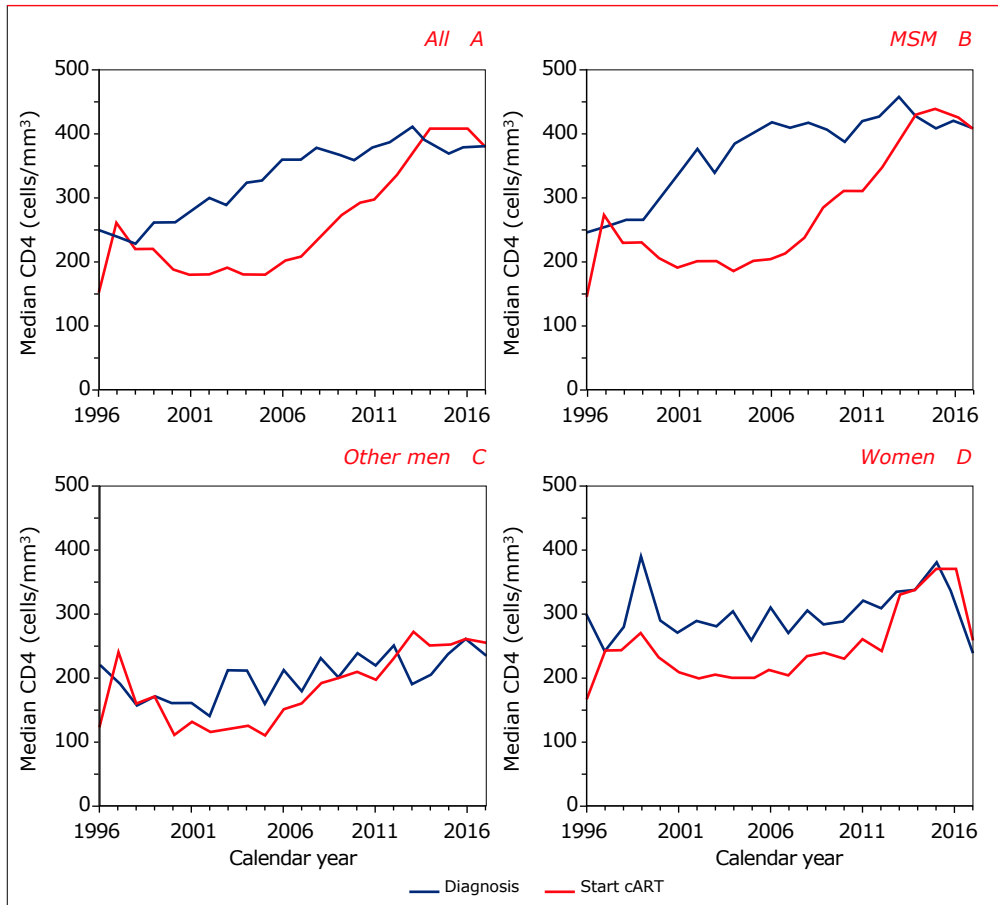 All A
MSM B
500
400
300
200
100
0
Median CD4 (cells/mm³)
1996 2001 2006 2011 2016
500
400
300
200
100
0
Median CD4 (cells/mm³)
1996 2001 2006 2011 2016
Other men C
Women D
500
400
300
200
100
0
Median CD4 (cells/mm³)
1996 2001 2006 2011 2016
Calendar year
500
400
300
200
100
0
Median CD4 (cells/mm³)
1996 2001 2006 2011 2016
Calendar year
Diagnosis Start cART